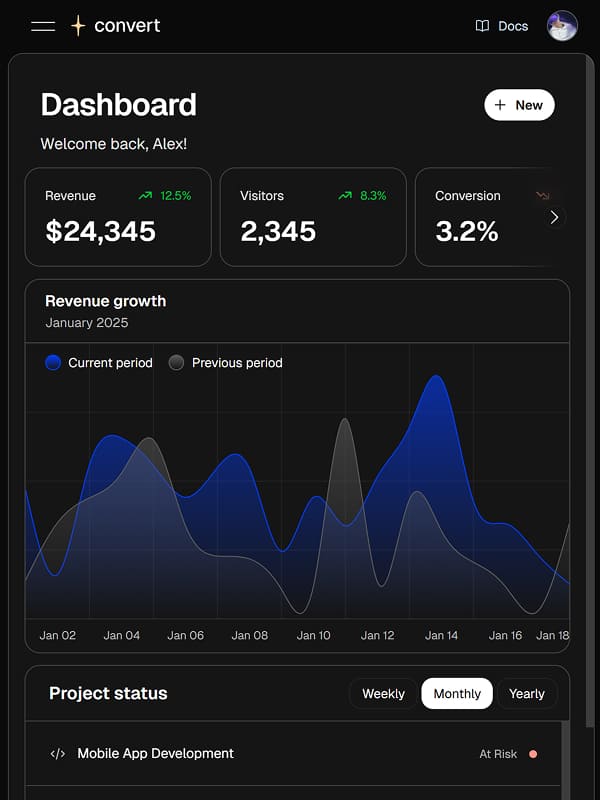 convert
Docs
Dashboard
+ New
Welcome back, Alex!
Revenue 12.5%
$24,345
Visitors 8.3%
2,345
Conversion
3.2%
Revenue growth
January 2025
Current period Previous period
Jan 02 Jan 04 Jan 06 Jan 08 Jan 10 Jan 12 Jan 14 Jan 16 Jan 18
Project status
Weekly Monthly Yearly
</> Mobile App Development At Risk